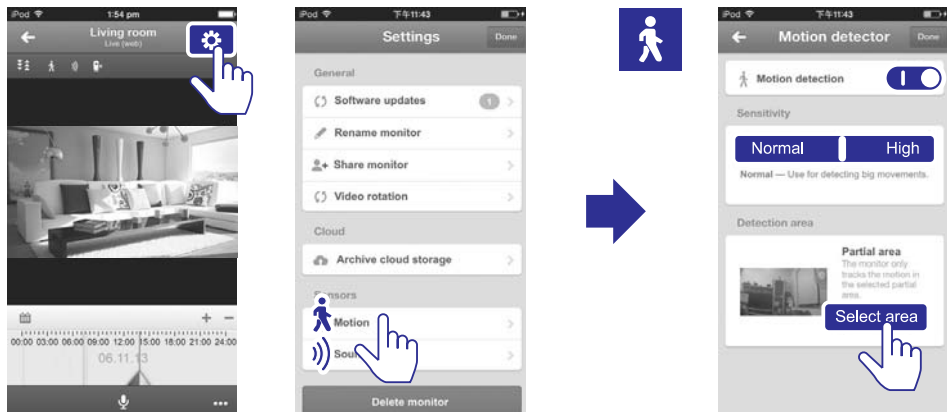 iPod 1:54 pm
Living room
Live (web)
00:00 03:00 06:00 09:00 12:00 15:00 18:00 21:00 24:00
06.11.13
iPod 下午11:43
Settings Done
General
Software updates 1
Rename monitor
Share monitor
Video rotation
Cloud
Archive cloud storage
Sensors
Motion
Sou
Delete monitor
iPod 下午11:43
Motion detector Done
Motion detection
Sensitivity
Normal High
Normal — Use for detecting big movements.
Detection area
Partial area
The monitor only
tracks the motion in
the selected partial
area.
Select area